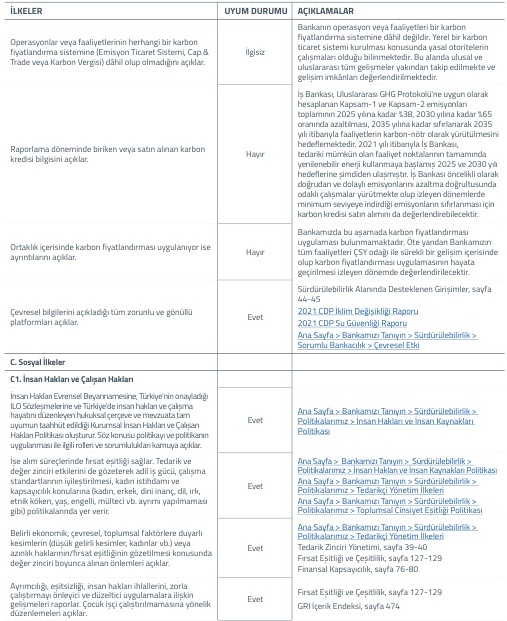 İLKELER
UYUM DURUMU
AÇIKLAMALAR
Operasyonlar veya faaliyetlerinin herhangi bir karbon
fiyatlandırma sistemine (Emisyon Ticaret Sistemi, Cap &
Trade veya Karbon Vergisi) dâhil olup olmadığını açıklar.
İlgisiz
Bankanın operasyon veya faaliyetleri bir karbon
fiyatlandırma sistemine dâhil değildir. Yerel bir karbon
ticaret sistemi kurulması konusunda yasal otoritelerin
çalışmaları olduğu bilinmektedir. Bu alanda ulusal ve
uluslararası tüm gelişmeler yakından takip edilmekte ve
gelişim imkânları değerlendirilmektedir.
Raporlama döneminde biriken veya satın alınan karbon
kredisi bilgisini açıklar.
Hayır
İş Bankası, Uluslararası GHG Protokolü'ne uygun olarak
hesaplanan Kapsam-1 ve Kapsam-2 emisyonları
toplamının 2025 yılına kadar %38, 2030 yılına kadar %65
oranında azaltılması, 2035 yılına kadar sıfırlanarak 2035
yılı itibarıyla faaliyetlerin karbon-nötr olarak yürütülmesini
hedeflemektedir. 2021 yılı itibarıyla İş Bankası,
tedariki mümkün olan faaliyet noktalarının tamamında
yenilenebilir enerji kullanmaya başlamış 2025 ve 2030 yılı
hedeflerine şimdiden ulaşmıştır. İş Bankası öncelikli olarak
doğrudan ve dolaylı emisyonlarını azaltma doğrultusunda
odaklı çalışmalar yürütmekte olup izleyen dönemlerde
minimum seviyeye indirdiği emisyonların sıfırlanması için
karbon kredisi satın alımını da değerlendirebilecektir.
Ortaklık içerisinde karbon fiyatlandırması uygulanıyor ise
ayrıntılarını açıklar.
Hayır
Bankamızda bu aşamada karbon fiyatlandırması
uygulaması bulunmamaktadır. Öte yandan Bankamızın
tüm faaliyetleri ÇSY odağı ile sürekli bir gelişim içerisinde
olup karbon fiyatlandırması uygulamasının hayata
geçirilmesi izleyen dönemde değerlendirilecektir.
Çevresel bilgilerini açıkladığı tüm zorunlu ve gönüllü
platformları açıklar.
Evet
Sürdürülebilirlik Alanında Desteklenen Girişimler, sayfa
44-45
2021 CDP İklim Değişikliği Raporu
2021 CDP Su Güvenliği Raporu
Ana Sayfa > Bankamızı Tanıyın > Sürdürülebilirlik >
Sorumlu Bankacılık > Çevresel Etki
C. Sosyal İlkeler
C1. İnsan Hakları ve Çalışan Hakları
İnsan Hakları Evrensel Beyannamesine, Türkiye'nin onayladığı
ILO Sözleşmelerine ve Türkiye'de insan hakları ve çalışma
hayatını düzenleyen hukuksal çerçeve ve mevzuata tam
uyumun taahhüt edildiği Kurumsal İnsan Hakları ve Çalışan
Hakları Politikası oluşturur. Söz konusu politikayı ve politikanın
uygulanması ile ilgili rolleri ve sorumlulukları kamuya açıklar.
Evet
Ana Sayfa > Bankamızı Tanıyın > Sürdürülebilirlik >
Politikalarımız > İnsan Hakları ve İnsan Kaynakları
Politikası
İşe alım süreçlerinde fırsat eşitliği sağlar. Tedarik ve
değer zinciri etkilerini de gözeterek adil iş gücü, çalışma
standartlarının iyileştirilmesi, kadın istihdamı ve
kapsayıcılık konularına (kadın, erkek, dini inanç, dil, ırk,
etnik köken, yaş, engelli, mülteci vb. ayrımı yapılmaması
gibi) politikalarında yer verir.
Evet
Ana Sayfa > Bankamızı Tanıyın > Sürdürülebilirlik >
Politikalarımız > İnsan Hakları ve İnsan Kaynakları Politikası
Ana Sayfa > Bankamızı Tanıyın > Sürdürülebilirlik >
Politikalarımız > Tedarikçi Yönetim İlkeleri
Ana Sayfa > Bankamızı Tanıyın > Sürdürülebilirlik >
Politikalarımız > Toplumsal Cinsiyet Eşitliği Politikası
Belirli ekonomik, çevresel, toplumsal faktörlere duyarlı
kesimlerin (düşük gelirli kesimler, kadınlar vb.) veya
azınlık haklarının/fırsat eşitliğinin gözetilmesi konusunda
değer zinciri boyunca alınan önlemleri açıklar.
Evet
Ana Sayfa > Bankamızı Tanıyın > Sürdürülebilirlik >
Politikalarımız > Tedarikçi Yönetim İlkeleri
Tedarik Zinciri Yönetimi, sayfa 39-40
Fırsat Eşitliği ve Çeşitlilik, sayfa 127-129
Finansal Kapsayıcılık, sayfa 76-80
Ayrımcılığı, eşitsizliği, insan hakları ihlallerini, zorla
çalıştırmayı önleyici ve düzeltici uygulamalara ilişkin
gelişmeleri raporlar. Çocuk işçi çalıştırılmasına yönelik
düzenlemeleri açıklar.
Evet
Fırsat Eşitliği ve Çeşitlilik, sayfa 127-129
GRI İçerik Endeksi, sayfa 474